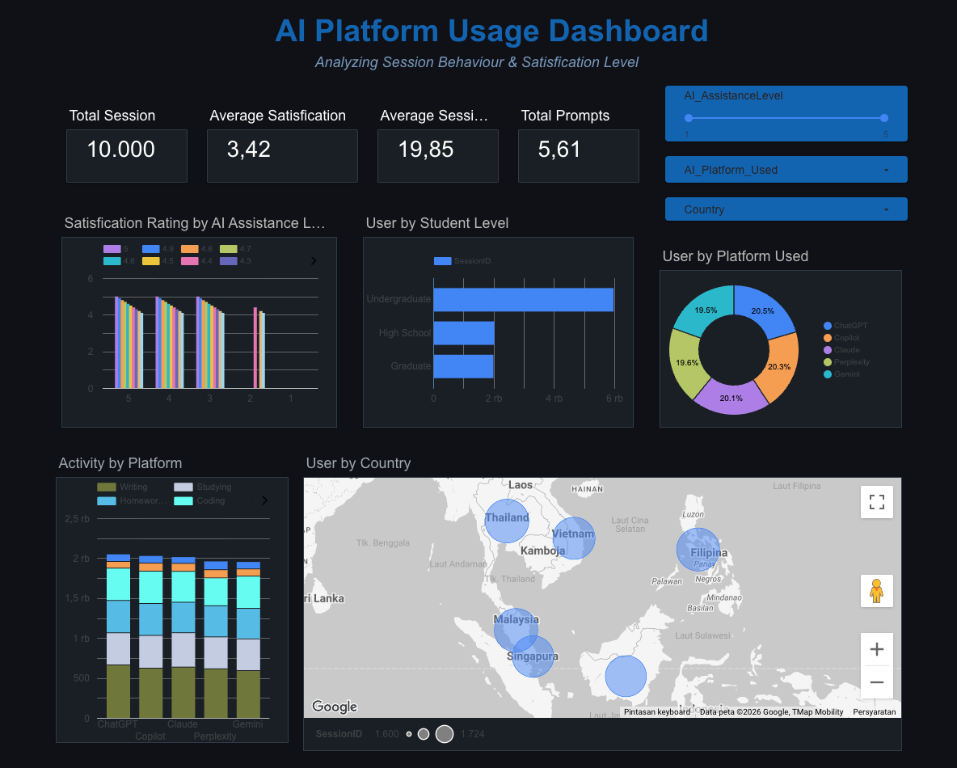 AI Platform Usage Dashboard
Analyzing Session Behaviour & Satisfication Level
Total Session
10.000
Average Satisfication
3,42
Average Sessi...
19,85
Total Prompts
5,61
AI_AssistanceLevel
1 5
AI_Platform_Used
Country
Satisfication Rating by AI Assistance L...
5 4.9 4.8 4.7
4.6 4.5 4.4 4.3
6
4
2
0
5 4 3 2 1
User by Student Level
SessionID
Undergraduate
High School
Graduate
0 2 rb 4 rb 6 rb
User by Platform Used
20.5%
20.3%
20.1%
19.6%
19.5%
ChatGPT
Copilot
Claude
Perplexity
Gemini
Activity by Platform
Writing Studying
Homewor... Coding
2,5 rb
2 rb
1,5 rb
1 rb
500
0
ChatGPT Claude Gemini
Copilot Perplexity
User by Country
Laos
HAINAN
Laut Filipina
Luzon
Thailand
Laut Cina
Selatan
Vietnam
Tlk. Benggala
Kamboja
Filipina
Panay
Laut Andaman
Tlk. Thailand
Palawan
Negros
Mindanao
Basilan
ri Lanka
Malaysia
Laut Sulawesi
Singapura
Google
Pintasan keyboard
Data peta ©2026 Google, TMap Mobility
Persyaratan
SessionID 1.600 1.724